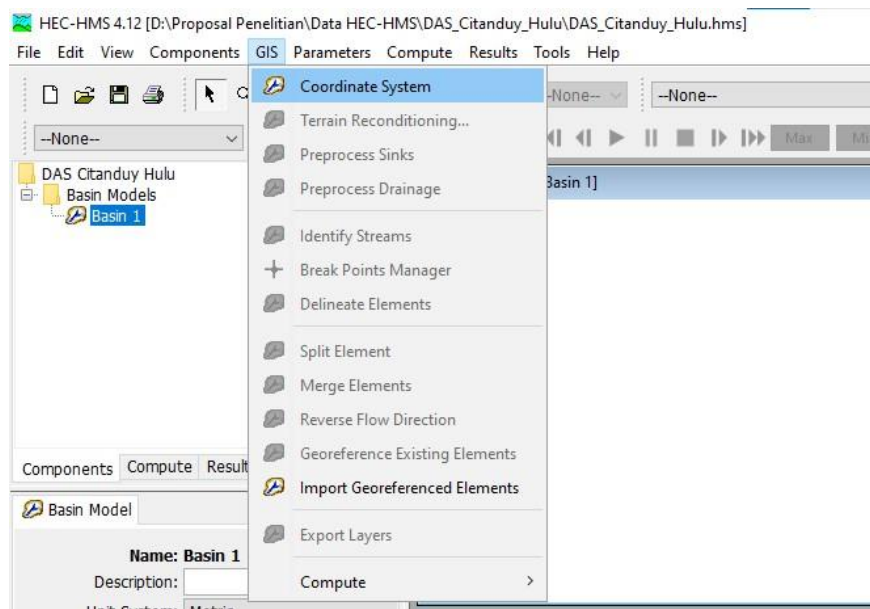 HEC-HMS 4.12 [D:\Proposal Penelitian\Data HEC-HMS\DAS_Citanduy_Hulu\DAS_Citanduy_Hulu.hms]
File Edit View Components GIS Parameters Compute Results Tools Help
--None-- --None--
--None-- Max
DAS Citanduy Hulu
Basin Models
Basin 1
Basin 1]
Coordinate System
Terrain Reconditioning...
Preprocess Sinks
Preprocess Drainage
Identify Streams
Break Points Manager
Delineate Elements
Split Element
Merge Elements
Reverse Flow Direction
Georeference Existing Elements
Import Georeferenced Elements
Export Layers
Compute
Components Compute Result
Basin Model
Name: Basin 1
Description: